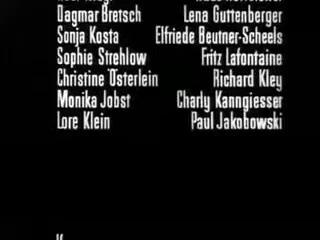 Dagmar Bretsch Lena Guttenberger
Sonja Kosta Elfriede Beutner-Scheels
Sophie Strehlow Fritz Lafontaine
Christine Österlein Richard Kley
Monika Jobst Charly Kanngiesser
Lore Klein Paul Jakobowski